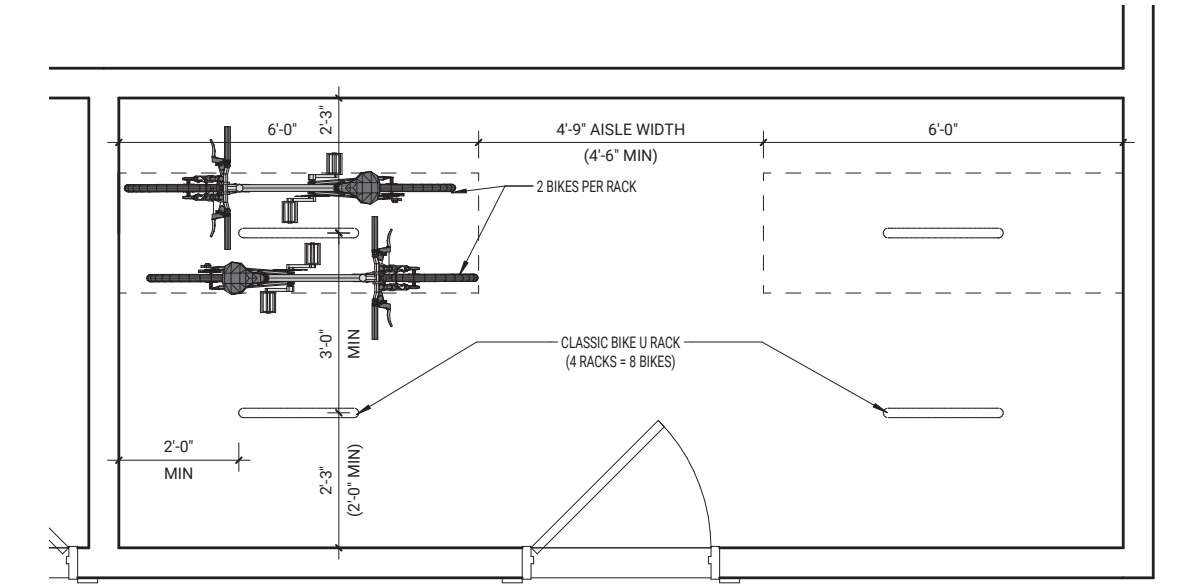 6'-0"
2'-3"
4'-9" AISLE WIDTH
(4'-6" MIN)
6'-0"
2 BIKES PER RACK
3'-0"
MIN
CLASSIC BIKE U RACK
(4 RACKS = 8 BIKES)
2'-0"
MIN
2'-3"
(2'-0" MIN)